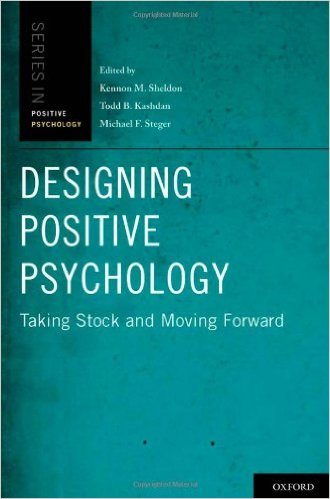 SERIES IN
POSITIVE
PSYCHOLOGY
Edited by
Kennon M. Sheldon
Todd B. Kashdan
Michael F. Steger
DESIGNING
POSITIVE
PSYCHOLOGY
Taking Stock and Moving Forward
OXFORD